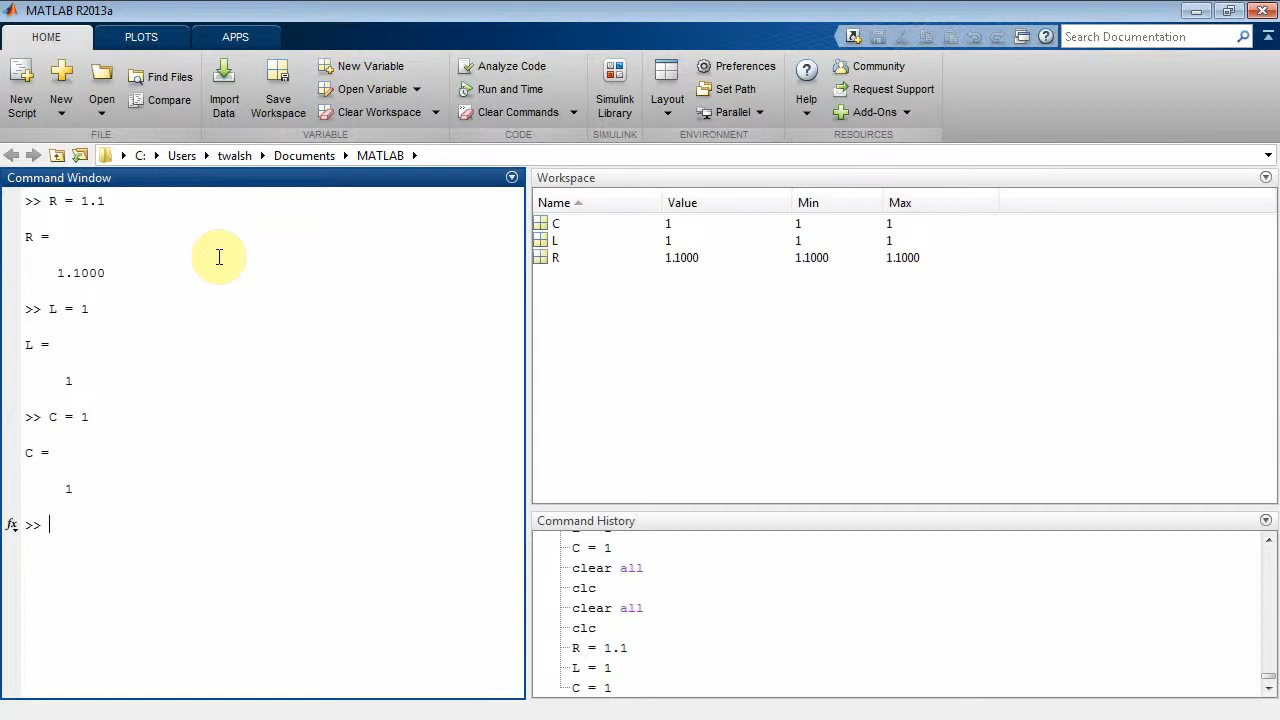 MATLAB R2013a
HOME PLOTS APPS
Search Documentation
New Script
New
Open
Find Files
Compare
Import Data
Save Workspace
New Variable
Open Variable
Clear Workspace
Analyze Code
Run and Time
Clear Commands
Simulink Library
Layout
Preferences
Set Path
Parallel
Help
Community
Request Support
Add-Ons
FILE VARIABLE CODE SIMULINK ENVIRONMENT RESOURCES
C: Users twalsh Documents MATLAB
Command Window
>> R = 1.1
R =
1.1000
>> L = 1
L =
1
>> C = 1
C =
1
fx >>
Workspace
Name Value Min Max
C 1 1 1
L 1 1 1
R 1.1000 1.1000 1.1000
Command History
C = 1
clear all
clc
clear all
clc
R = 1.1
L = 1
C = 1